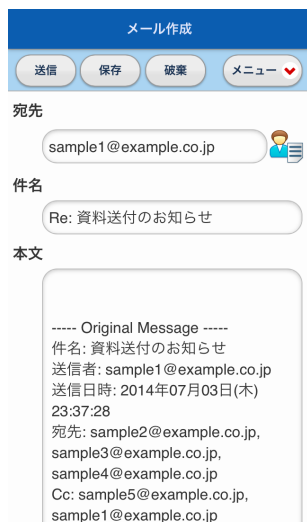 メール作成
送信 保存 破棄 メニュー
宛先
sample1@example.co.jp
件名
Re: 資料送付のお知らせ
本文
----- Original Message -----
件名: 資料送付のお知らせ
送信者: sample1@example.co.jp
送信日時: 2014年07月03日(木)
23:37:28
宛先: sample2@example.co.jp,
sample3@example.co.jp,
sample4@example.co.jp
Cc: sample5@example.co.jp,
sample1@example.co.jp